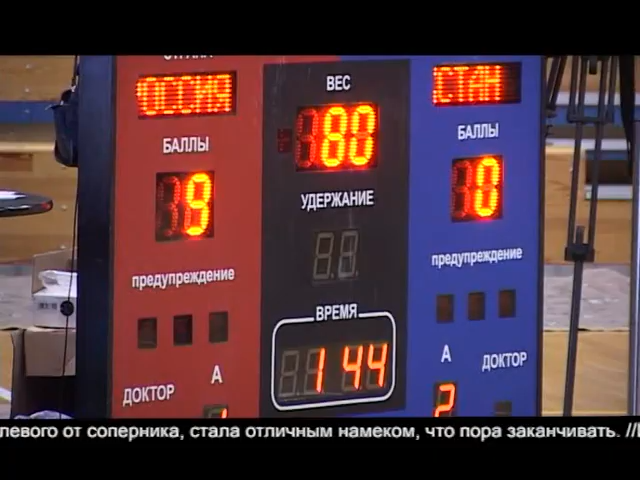 ВЕС
ОССИЯ
80
СТАН
БАЛЛЫ
БАЛЛЫ
9
0
УДЕРЖАНИЕ
предупреждение
предупреждение
ВРЕМЯ
1 44
А
А
ДОКТОР
ДОКТОР
2
левого от соперника, стала отличным намеком, что пора заканчивать. //